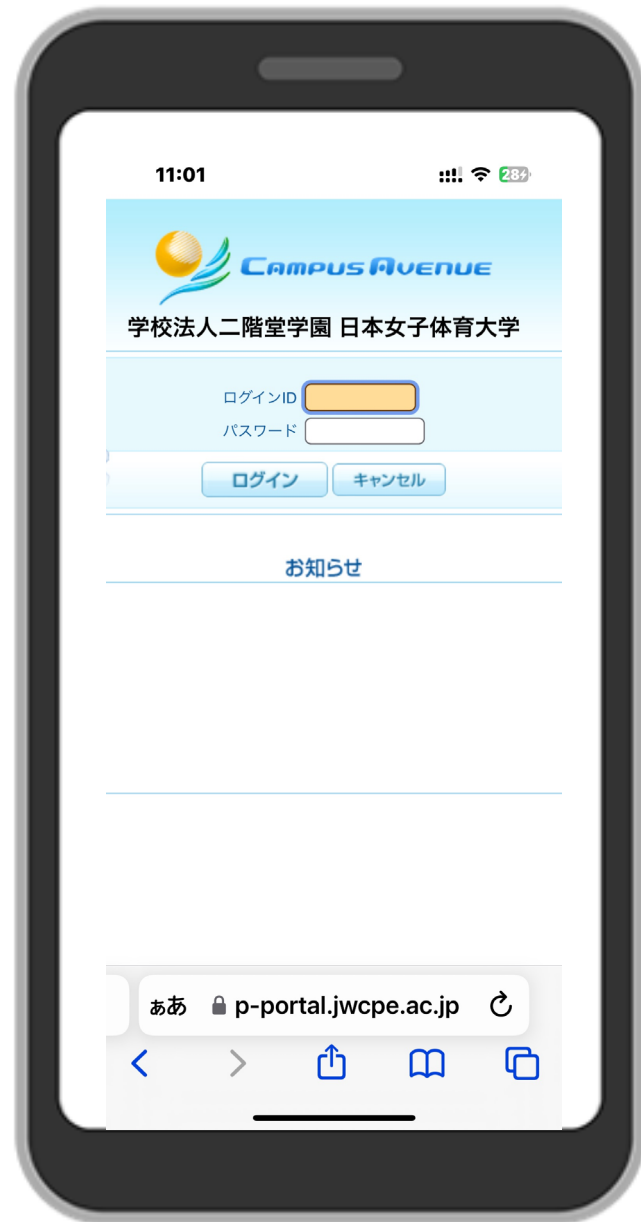 11:01
28
CAMPUS AVENUE
学校法人二階堂学園 日本女子体育大学
ログインID
パスワード
ログイン キャンセル
お知らせ
ぁあ p-portal.jwcpe.ac.jp